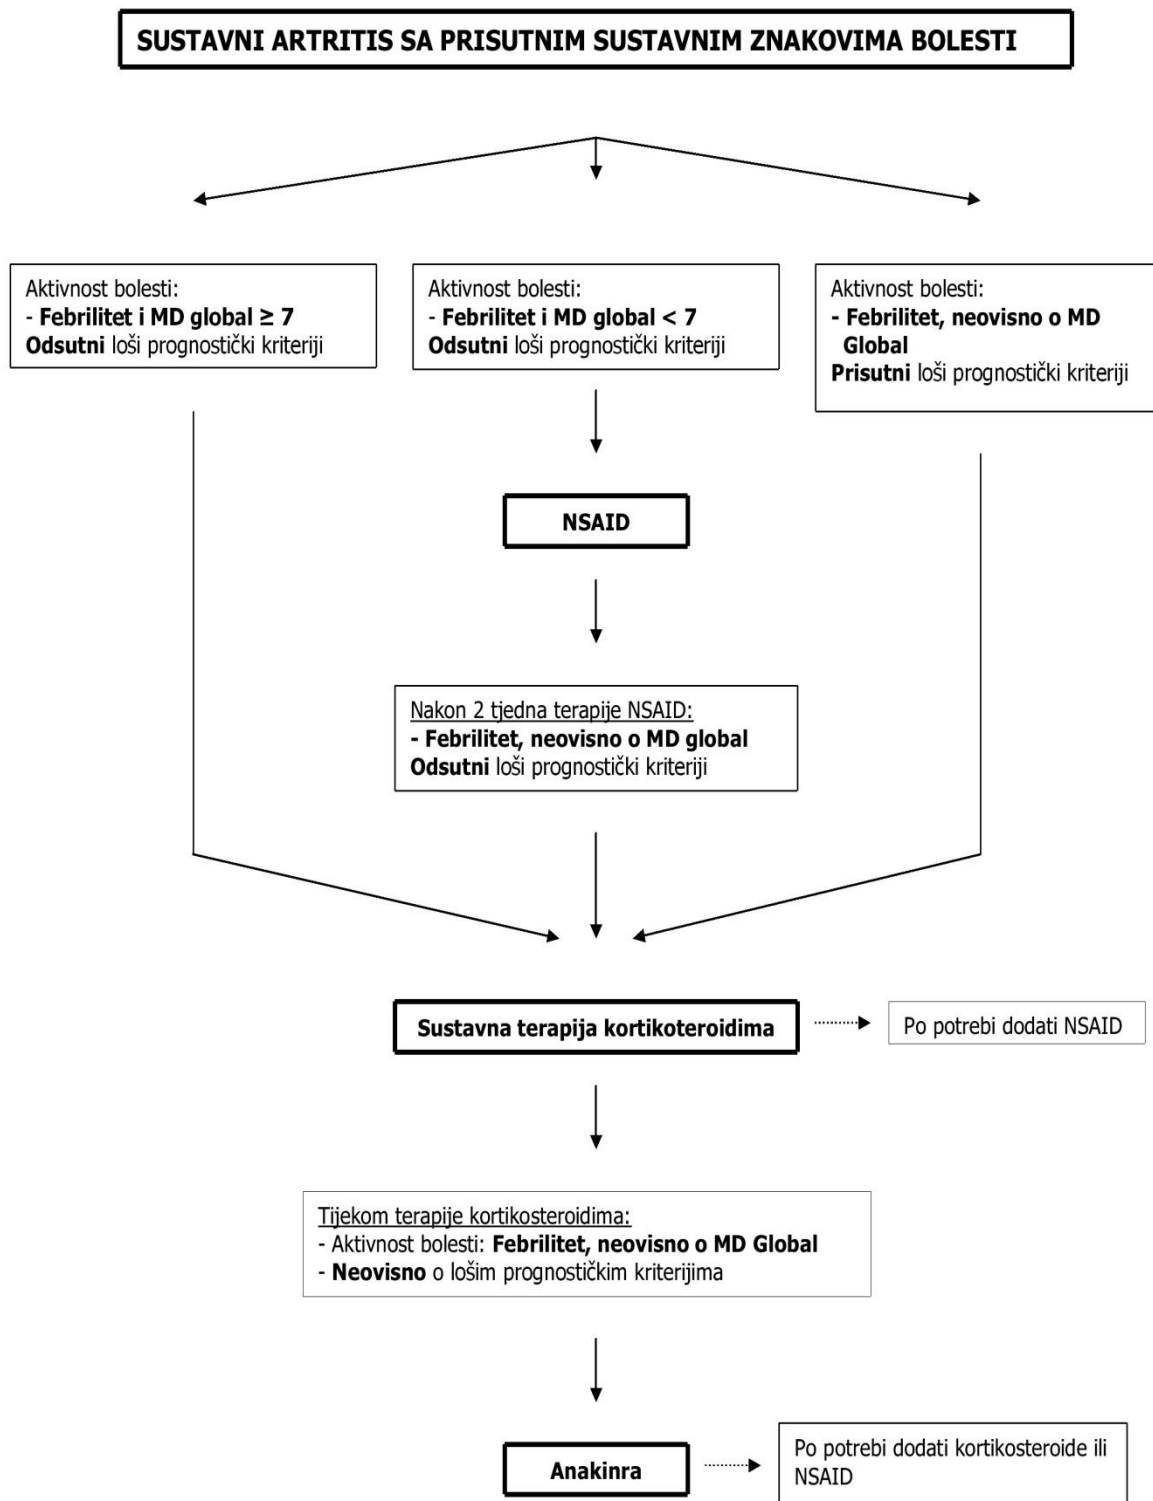 SUSTAVNI ARTRITIS SA PRISUTNIM SUSTAVNIM ZNAKOVIMA BOLESTI
Aktivnost bolesti:
- Febrilitet i MD global ≥ 7
Odsutni loši prognostički kriteriji
Aktivnost bolesti:
- Febrilitet i MD global < 7
Odsutni loši prognostički kriteriji
Aktivnost bolesti:
- Febrilitet, neovisno o MD
Global
Prisutni loši prognostički kriteriji
NSAID
Nakon 2 tjedna terapije NSAID:
- Febrilitet, neovisno o MD global
Odsutni loši prognostički kriteriji
Sustavna terapija kortikoteroidima
Po potrebi dodati NSAID
Tijekom terapije kortikosteroidima:
- Aktivnost bolesti: Febrilitet, neovisno o MD Global
- Neovisno o lošim prognostičkim kriterijima
Anakinra
Po potrebi dodati kortikosteroide ili
NSAID